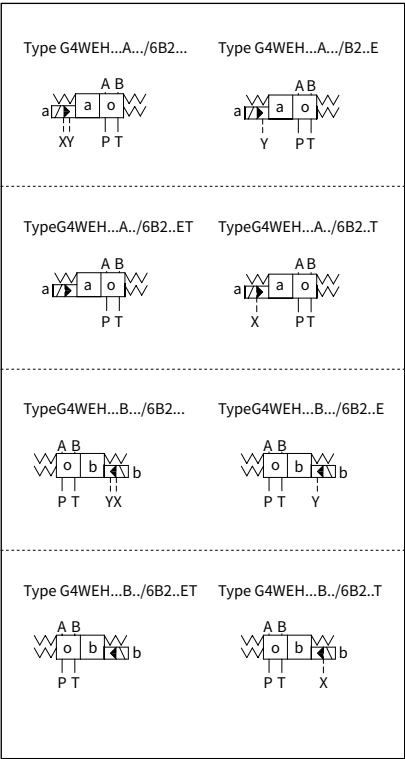 Type G4WEH...A.../6B2... Type G4WEH...A.../B2..E
A B A B
a a o a a o
XY P T Y P T
TypeG4WEH...A../6B2..ET TypeG4WEH...A../6B2..T
A B A B
a a o a a o
P T X P T
TypeG4WEH...B.../6B2... TypeG4WEH...B.../6B2..E
A B A B
o b b o b b
P T YX P T Y
Type G4WEH...B../6B2..ET Type G4WEH...B../6B2..T
A B A B
o b b o b b
P T P T X